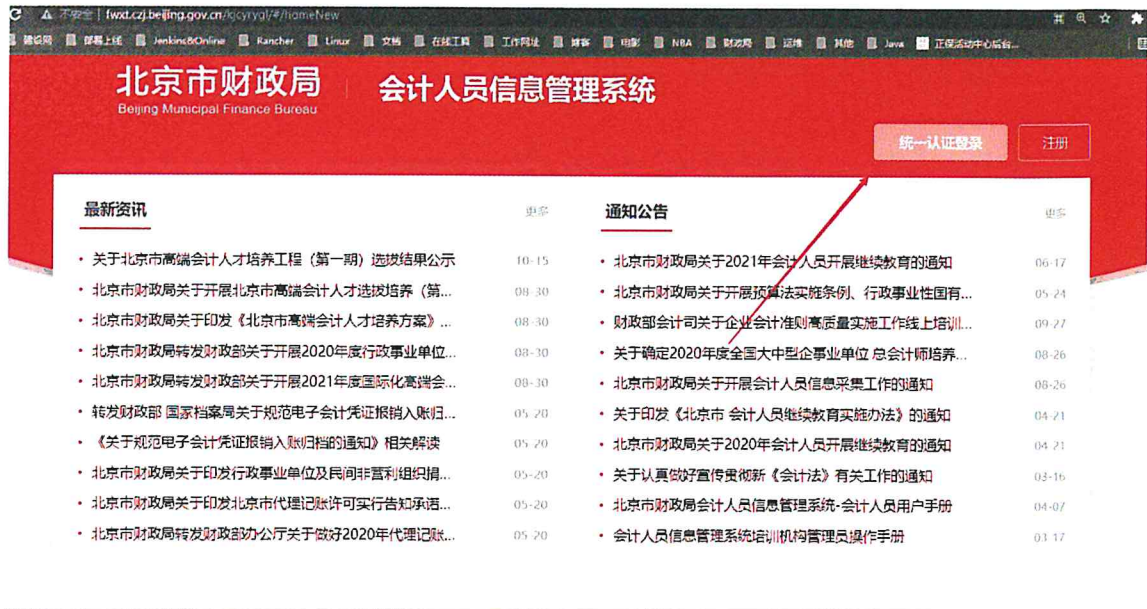 不安全 | fwxt.czj.beijing.gov.cn/kjcyrygl/#/homeNew
建设网 部署上线 Jenkins&Online Rancher Linux 文档 在线工具 工作网址 博客 电影 NBA 财政局 运维 其他 Java 正保活动中心后台...
北京市财政局 会计人员信息管理系统
Beijing Municipal Finance Bureau
统一认证登录 注册
最新资讯 更多
• 关于北京市高端会计人才培养工程（第一期）选拔结果公示 10-15
• 北京市财政局关于开展北京市高端会计人才选拔培养（第... 08-30
• 北京市财政局关于印发《北京市高端会计人才培养方案》... 08-30
• 北京市财政局转发财政部关于开展2020年度行政事业单位... 08-30
• 北京市财政局转发财政部关于开展2021年度国际化高端会... 08-30
• 转发财政部 国家档案局关于规范电子会计凭证报销入账归... 05-20
• 《关于规范电子会计凭证报销入账归档的通知》相关解读 05-20
• 北京市财政局关于印发行政事业单位及民间非营利组织捐... 05-20
• 北京市财政局关于印发北京市代理记账许可实行告知承诺... 05-20
• 北京市财政局转发财政部办公厅关于做好2020年代理记账... 05-20
通知公告 更多
• 北京市财政局关于2021年会计人员开展继续教育的通知 06-17
• 北京市财政局关于开展预算法实施条例、行政事业性国有... 05-24
• 财政部会计司关于企业会计准则高质量实施工作线上培训... 09-27
• 关于确定2020年度全国大中型企事业单位 总会计师培养... 08-26
• 北京市财政局关于开展会计人员信息采集工作的通知 08-26
• 关于印发《北京市 会计人员继续教育实施办法》的通知 04-21
• 北京市财政局关于2020年会计人员开展继续教育的通知 04-21
• 关于认真做好宣传贯彻新《会计法》有关工作的通知 03-16
• 北京市财政局会计人员信息管理系统-会计人员用户手册 04-07
• 会计人员信息管理系统培训机构管理员操作手册 03-17